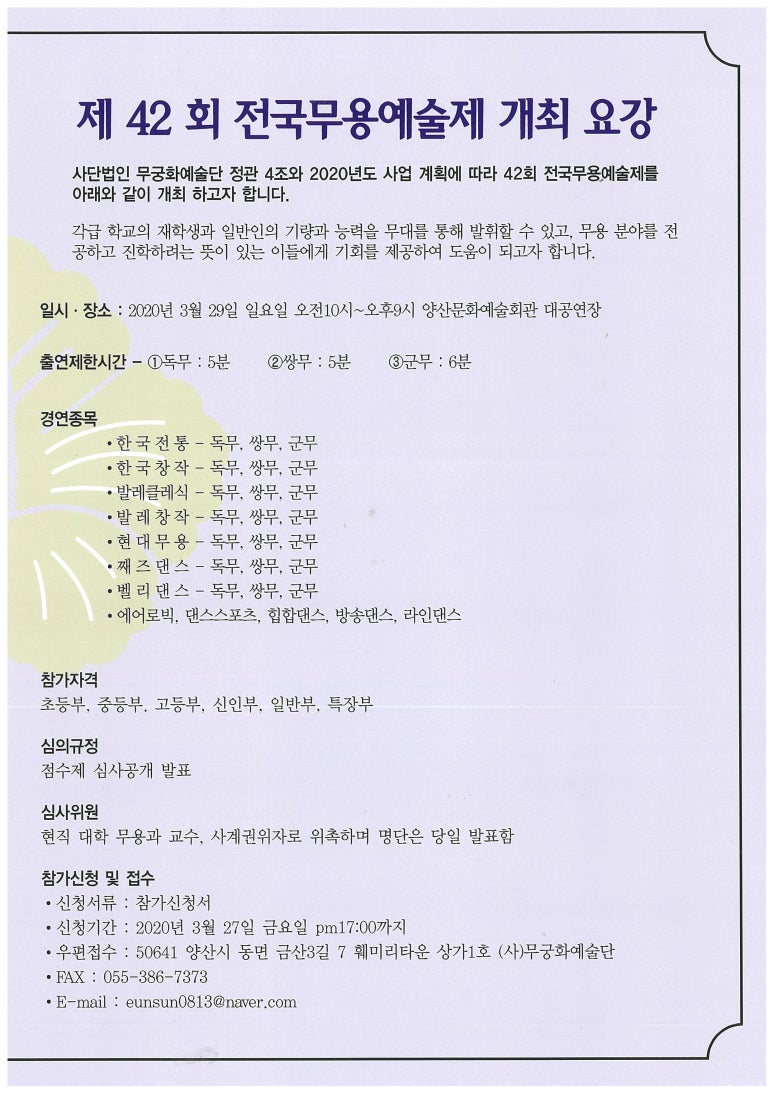 제 42 회 전국무용예술제 개최 요강
사단법인 무궁화예술단 정관 4조와 2020년도 사업 계획에 따라 42회 전국무용예술제를
아래와 같이 개최 하고자 합니다.
각급 학교의 재학생과 일반인의 기량과 능력을 무대를 통해 발휘할 수 있고, 무용 분야를 전
공하고 진학하려는 뜻이 있는 이들에게 기회를 제공하여 도움이 되고자 합니다.
일시 · 장소 : 2020년 3월 29일 일요일 오전10시~오후9시 양산문화예술회관 대공연장
출연제한시간 - ①독무 : 5분 ②쌍무 : 5분 ③군무 : 6분
경연종목
• 한 국 전 통 - 독무, 쌍무, 군무
• 한 국 창 작 - 독무, 쌍무, 군무
• 발레클레식 - 독무, 쌍무, 군무
• 발 레 창 작 - 독무, 쌍무, 군무
• 현 대 무 용 - 독무, 쌍무, 군무
• 째 즈 댄 스 - 독무, 쌍무, 군무
• 벨 리 댄 스 - 독무, 쌍무, 군무
• 에어로빅, 댄스스포츠, 힙합댄스, 방송댄스, 라인댄스
참가자격
초등부, 중등부. 고등부, 신인부, 일반부, 특장부
심의규정
점수제 심사공개 발표
심사위원
현직 대학 무용과 교수, 사계권위자로 위촉하며 명단은 당일 발표함
참가신청 및 접수
• 신청서류 : 참가신청서
• 신청기간 : 2020년 3월 27일 금요일 pm17:00까지
• 우편접수 : 50641 양산시 동면 금산3길 7 훼미리타운 상가1호 (사)무궁화예술단
• FAX : 055-386-7373
• E-mail : eunsun0813@naver.com